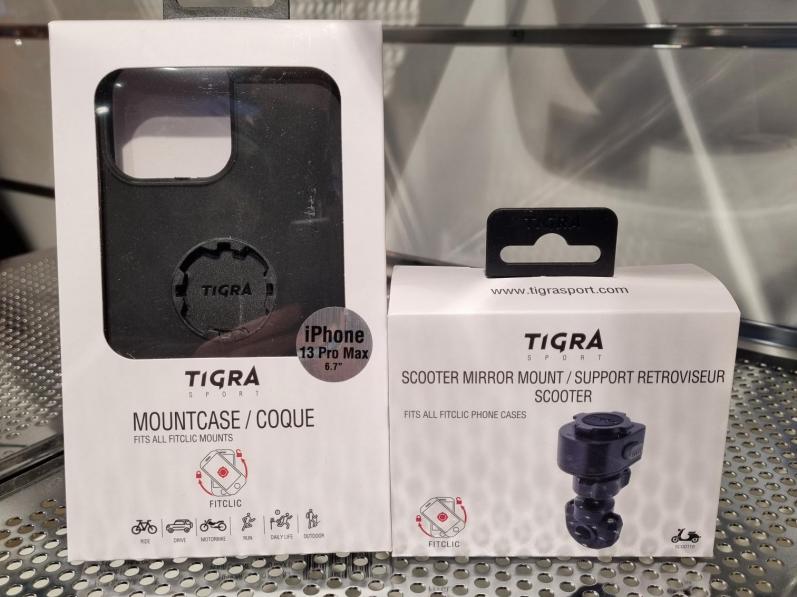 TIGRA
iPhone
13 Pro Max
6.7"
TIGRA
SPORT
MOUNTCASE / COQUE
FITS ALL FITCLIC MOUNTS
FITCLIC
RIDE DRIVE MOTORBIKE RUN DAILY LIFE OUTDOOR
TIGRA
www.tigrasport.com
TIGRA
SPORT
SCOOTER MIRROR MOUNT / SUPPORT RETROVISEUR
SCOOTER
FITS ALL FITCLIC PHONE CASES
FITCLIC
SCOOTER